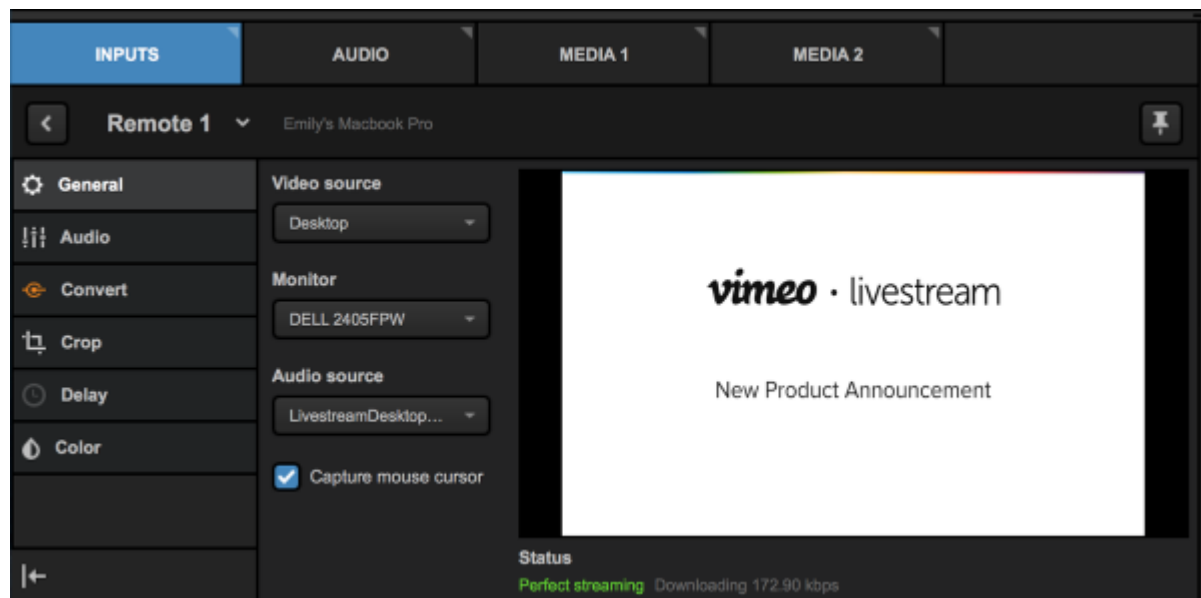 INPUTS AUDIO MEDIA 1 MEDIA 2
Remote 1 Emily's Macbook Pro
General
Audio
Convert
Crop
Delay
Color
Video source
Desktop
Monitor
DELL 2405FPW
Audio source
LivestreamDesktop...
Capture mouse cursor
vimeo · livestream
New Product Announcement
Status
Perfect streaming Downloading 172.90 kbps